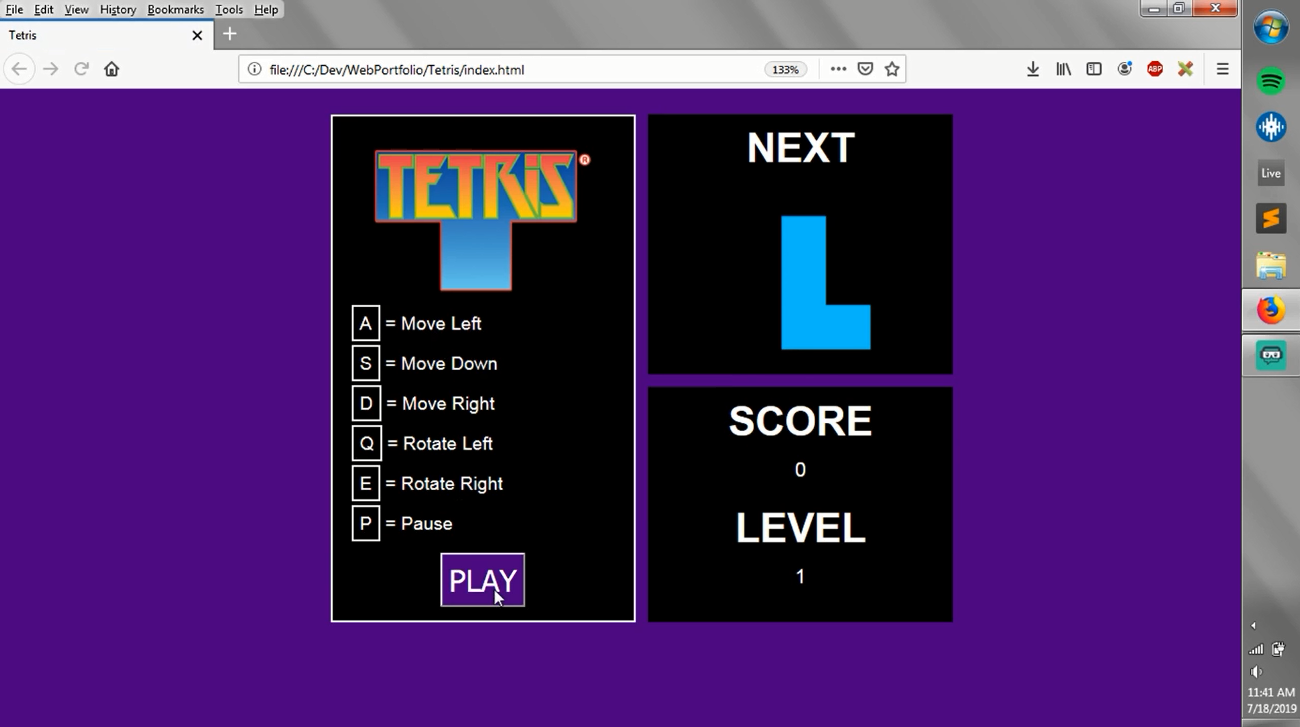 File Edit View History Bookmarks Tools Help
Tetris
file:///C:/Dev/WebPortfolio/Tetris/index.html 133%
ABP
TETRIS®
A = Move Left
S = Move Down
D = Move Right
Q = Rotate Left
E = Rotate Right
P = Pause
PLAY
NEXT
SCORE
0
LEVEL
1
Live
11:41 AM
7/18/2019